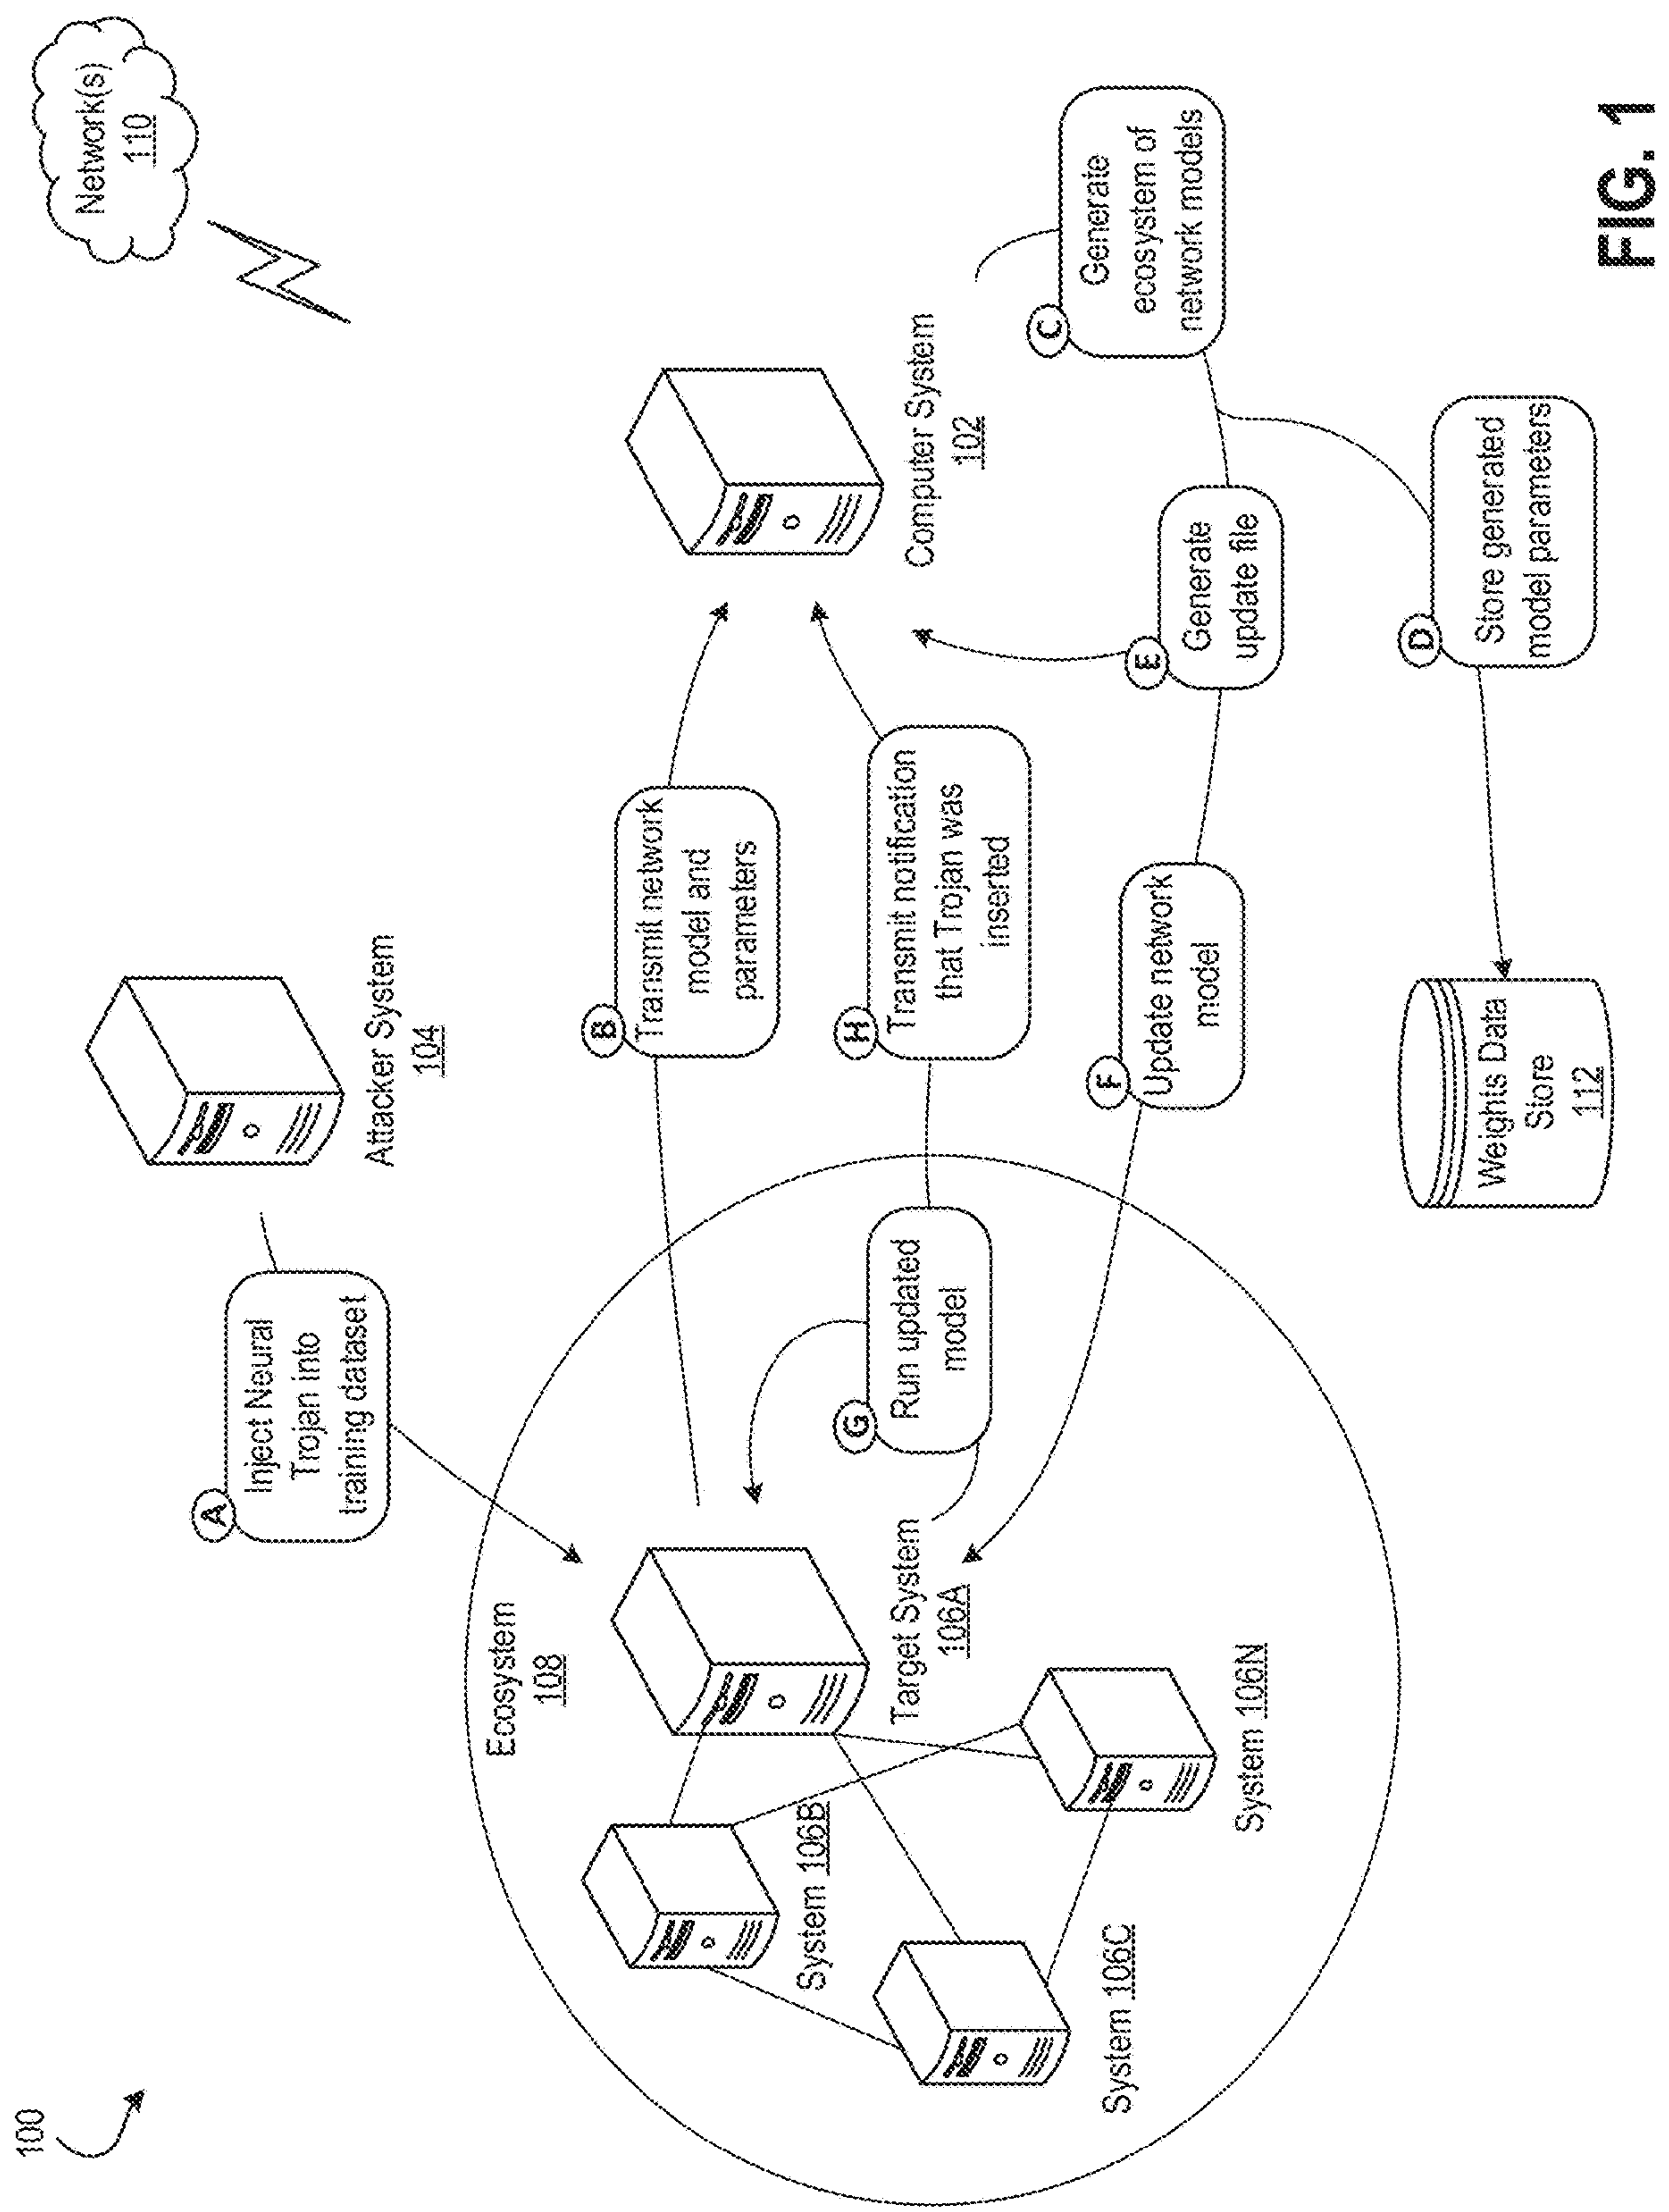 100
Network(s)
110
Attacker System
104
A
Inject Neural
Trojan into
training dataset
Ecosystem
108
B
Transmit network
model and
parameters
Computer System
102
System 106B
Target System
106A
G
Run updated
model
H
Transmit notification
that Trojan was
inserted
C
Generate
ecosystem of
network models
System 106C
System 106N
F
Update network
model
E
Generate
update file
D
Store generated
model parameters
Weights Data
Store
112
FIG. 1